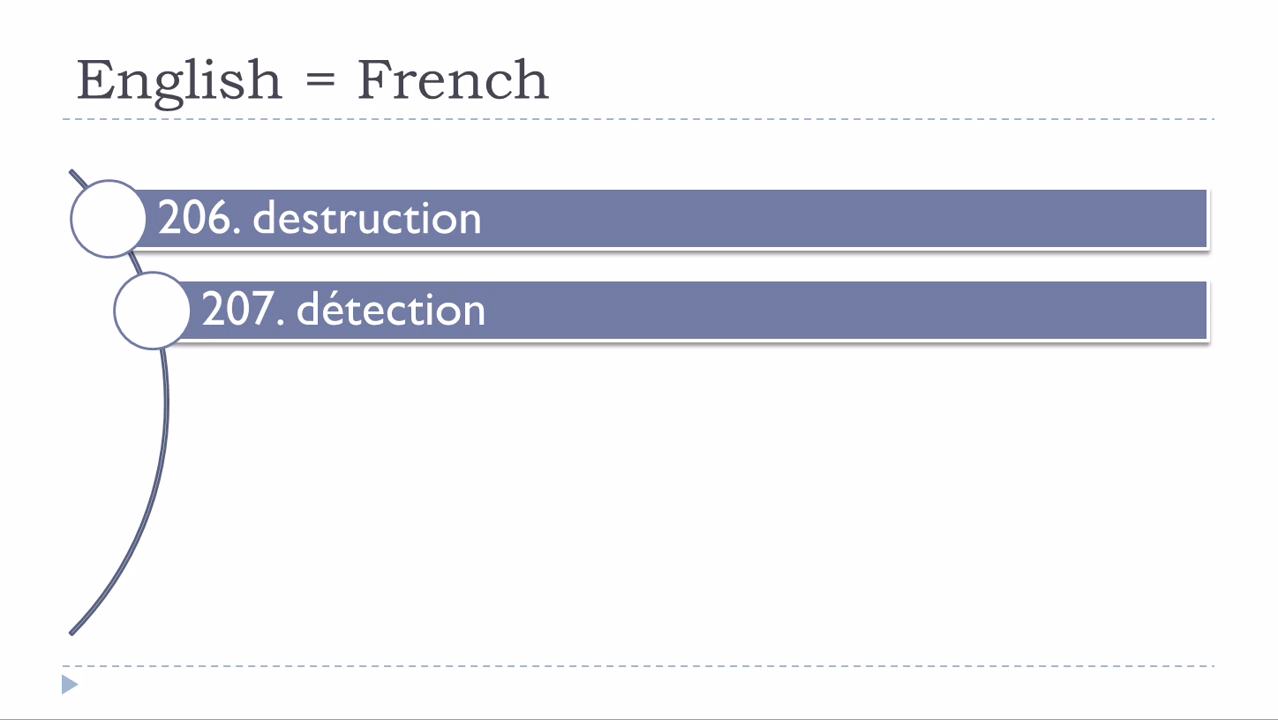 English = French
206. destruction
207. détection